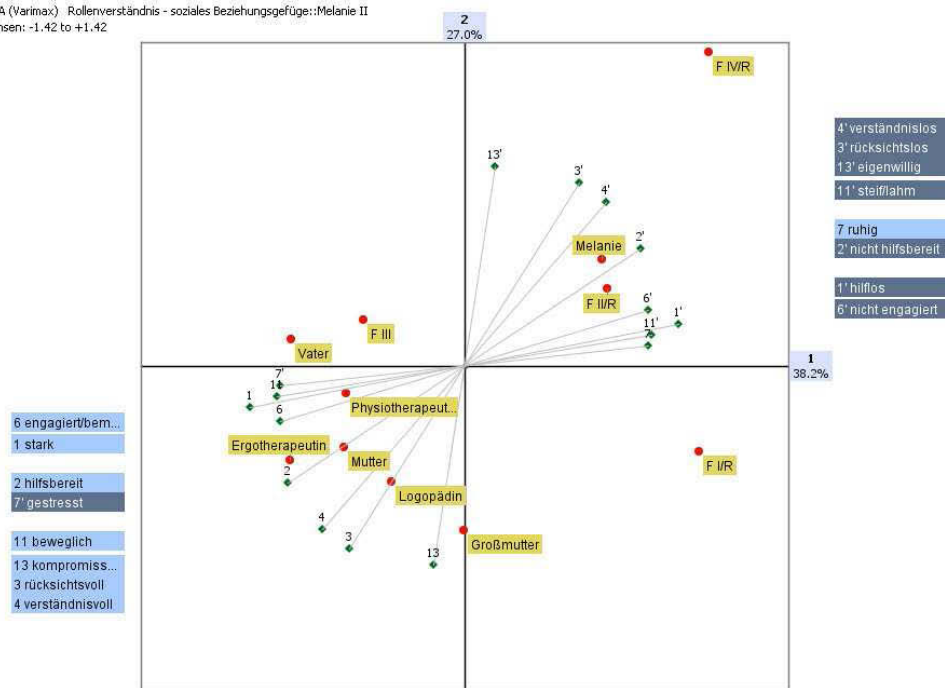 A (Varimax) Rollenverständnis - soziales Beziehungsgefüge::Melanie II
nsen: -1.42 to +1.42
2
27.0%
F IV/R
4' verständnislos
3' rücksichtslos
13' eigenwillig
11' steif/lahm
7 ruhig
2' nicht hilfsbereit
1' hilflos
6' nicht engagiert
13'
3'
4'
2'
Melanie
F II/R
6'
1'
11'
7
F III
Vater
1
38.2%
7'
11
1
6
Physiotherapeut...
6 engagiert/bem...
1 stark
2 hilfsbereit
7' gestresst
11 beweglich
13 kompromiss...
3 rücksichtsvoll
4 verständnisvoll
Ergotherapeutin
Mutter
2
Logopädin
F I/R
4
3
13
Großmutter